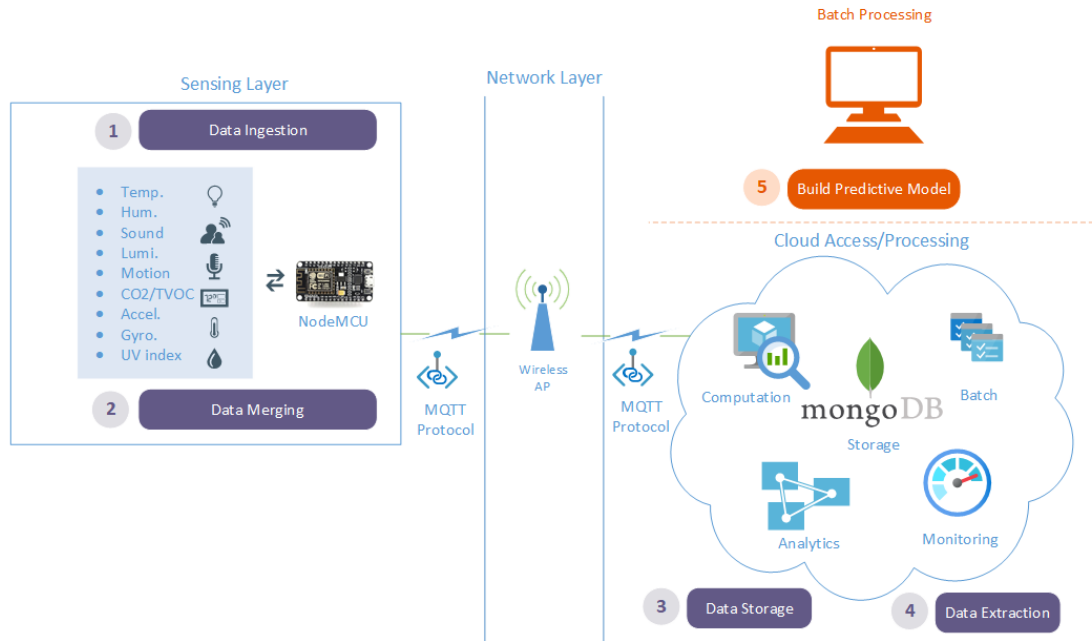 Batch Processing
Sensing Layer
Network Layer
1
Data Ingestion
5
Build Predictive Model
Temp.
Hum.
Sound
Lumi.
Motion
CO2/TVOC
Accel.
Gyro.
UV index
NodeMCU
2
Data Merging
MQTT
Protocol
Wireless
AP
MQTT
Protocol
Cloud Access/Processing
Computation
mongoDB
Storage
Batch
Analytics
Monitoring
3
Data Storage
4
Data Extraction